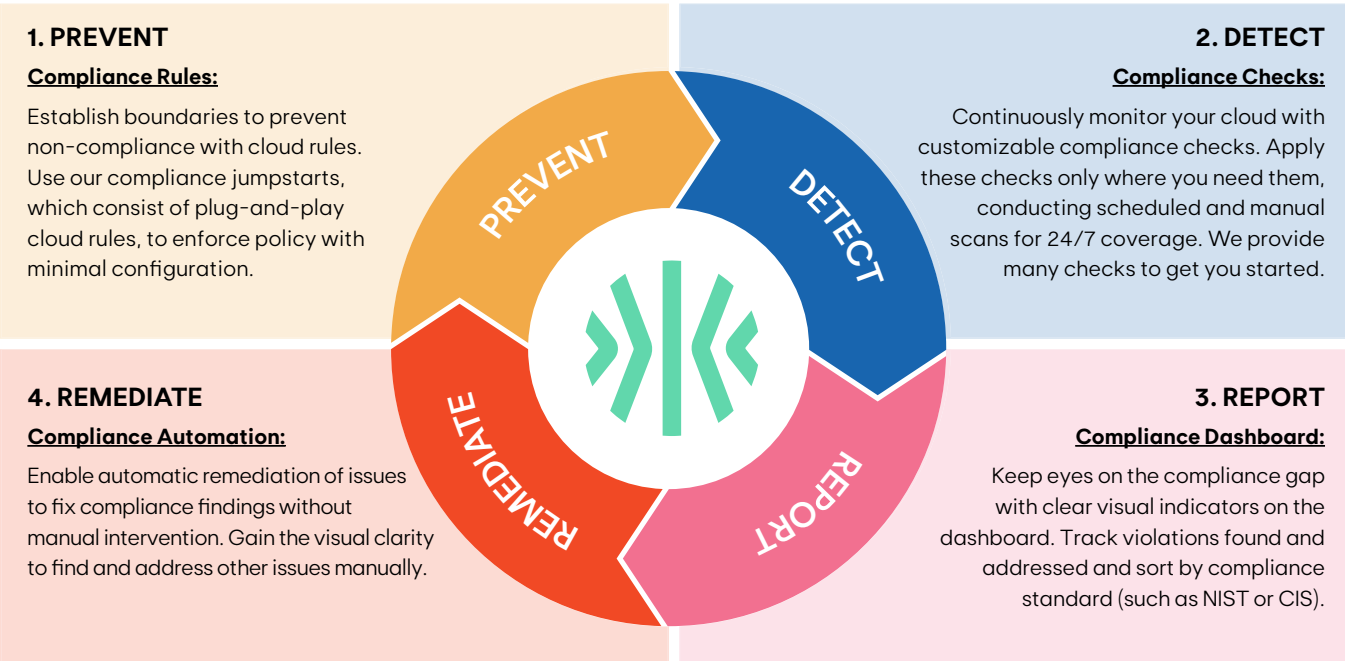 1. PREVENT
Compliance Rules:
Establish boundaries to prevent
non-compliance with cloud rules.
Use our compliance jumpstarts,
which consist of plug-and-play
cloud rules, to enforce policy with
minimal configuration.
2. DETECT
Compliance Checks:
Continuously monitor your cloud with
customizable compliance checks. Apply
these checks only where you need them,
conducting scheduled and manual
scans for 24/7 coverage. We provide
many checks to get you started.
PREVENT
DETECT
REPORT
REMEDIATE
4. REMEDIATE
Compliance Automation:
Enable automatic remediation of issues
to fix compliance findings without
manual intervention. Gain the visual clarity
to find and address other issues manually.
3. REPORT
Compliance Dashboard:
Keep eyes on the compliance gap
with clear visual indicators on the
dashboard. Track violations found and
addressed and sort by compliance
standard (such as NIST or CIS).